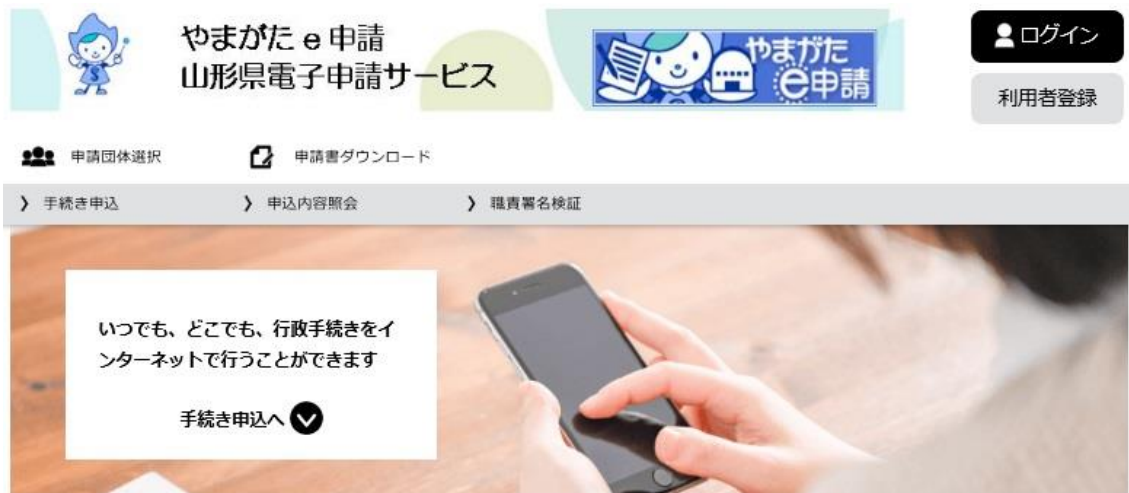 やまがたe申請
山形県電子申請サービス
やまがた
e申請
ログイン
利用者登録
申請団体選択
申請書ダウンロード
手続き申込
申込内容照会
職責署名検証
いつでも、どこでも、行政手続きをイ
ンターネットで行うことができます
手続き申込へ